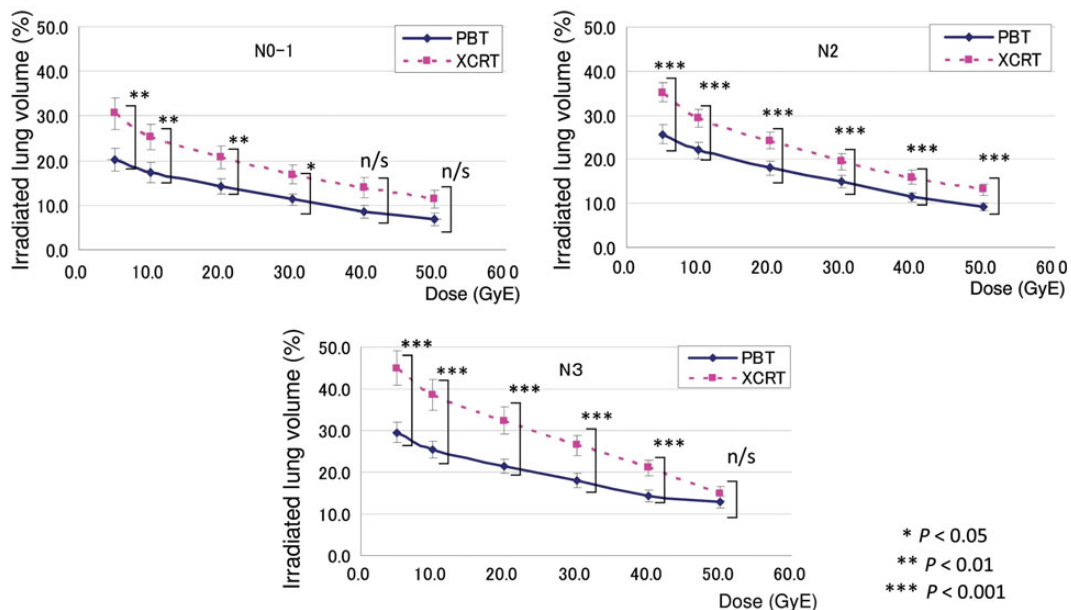 50.0
40.0
30.0
20.0
10.0
0.0
Irradiated lung volume (%)
N0-1
PBT
XCRT
**
**
**
*
n/s
n/s
0.0 10.0 20.0 30.0 40.0 50.0 60.0
Dose (GyE)
50.0
40.0
30.0
20.0
10.0
0.0
Irradiated lung volume (%)
N2
PBT
XCRT
***
***
***
***
***
***
0.0 10.0 20.0 30.0 40.0 50.0 60 0
Dose (GyE)
50.0
40.0
30.0
20.0
10.0
0.0
Irradiated lung volume (%)
N3
PBT
XCRT
***
***
***
***
***
n/s
0.0 10.0 20.0 30.0 40.0 50.0 60.0
Dose (GyE)
* P < 0.05
** P < 0.01
*** P < 0.001